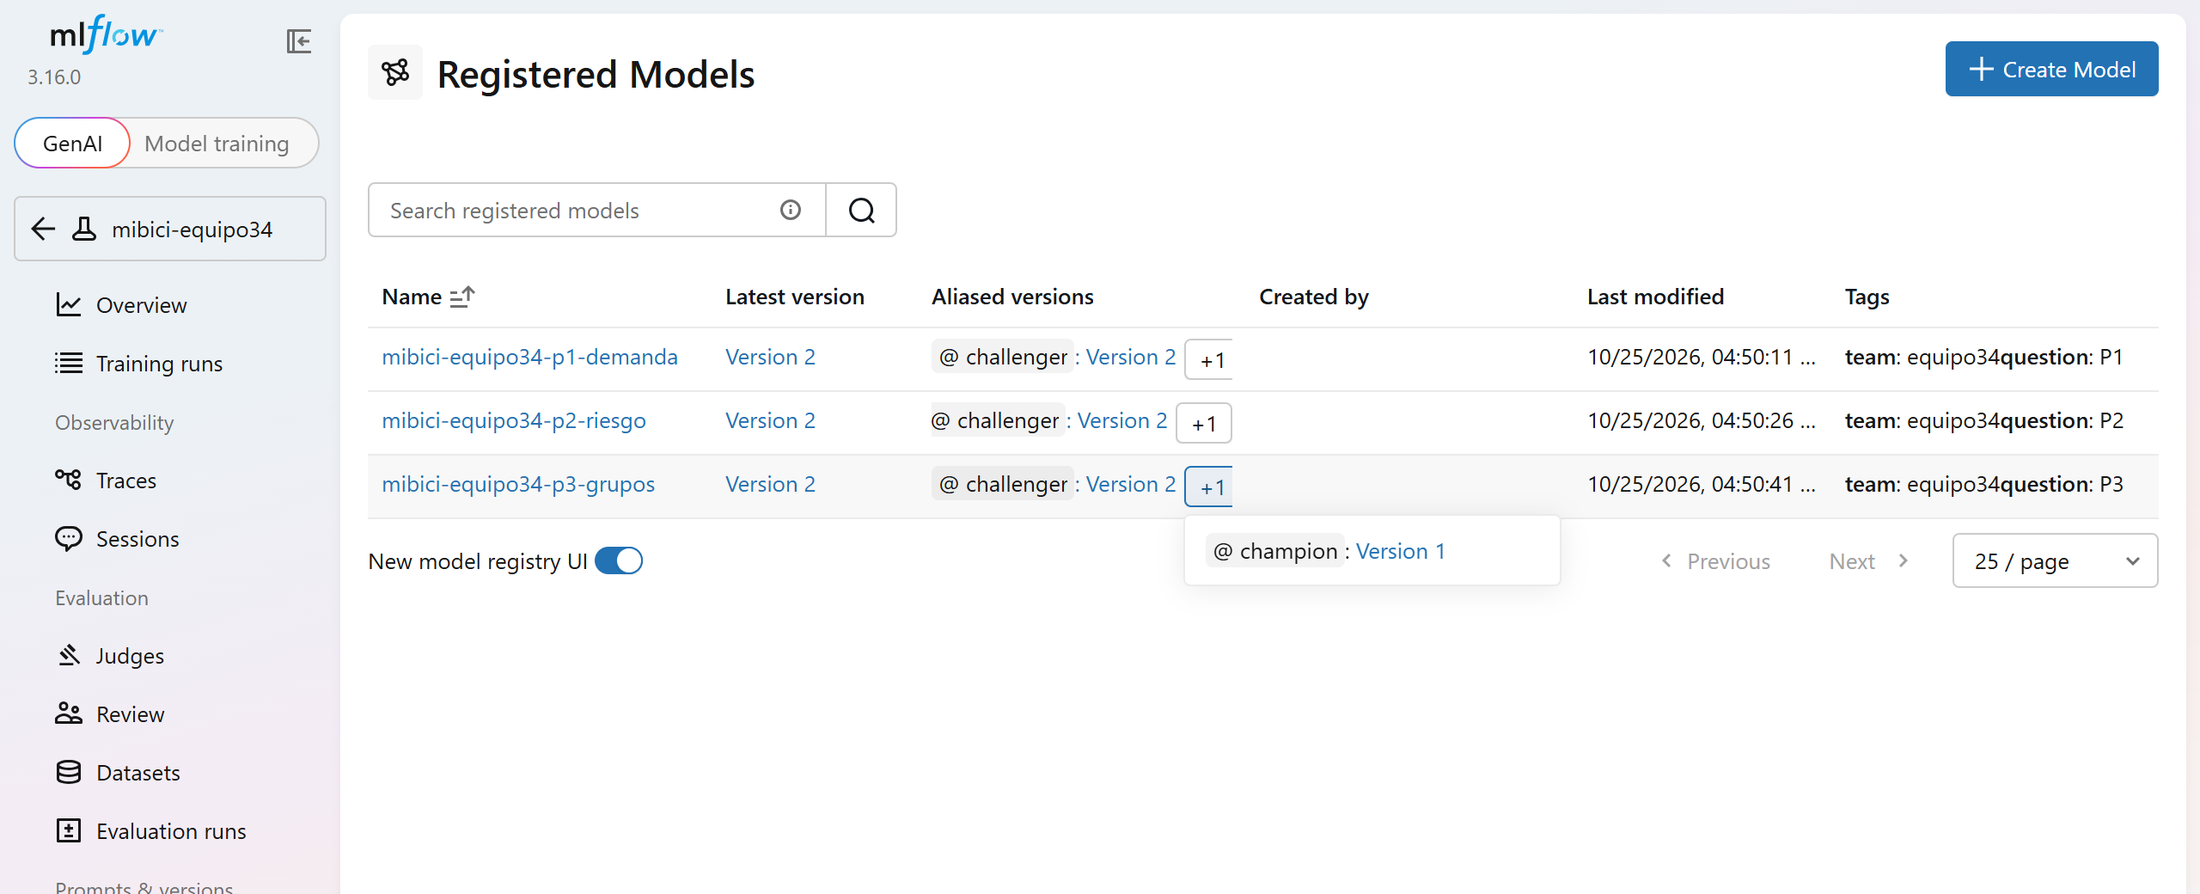 mlflow
3.16.0
GenAI
Model training
mibici-equipo34
Overview
Training runs
Observability
Traces
Sessions
Evaluation
Judges
Review
Datasets
Evaluation runs
Prompts & versions
Registered Models
Create Model
Search registered models
Name Latest version Aliased versions Created by Last modified Tags
mibici-equipo34-p1-demanda Version 2 @ challenger : Version 2 +1 10/25/2026, 04:50:11 ... team: equipo34question: P1
mibici-equipo34-p2-riesgo Version 2 @ challenger : Version 2 +1 10/25/2026, 04:50:26 ... team: equipo34question: P2
mibici-equipo34-p3-grupos Version 2 @ challenger : Version 2 +1 10/25/2026, 04:50:41 ... team: equipo34question: P3
@ champion : Version 1
New model registry UI
Previous Next 25 / page